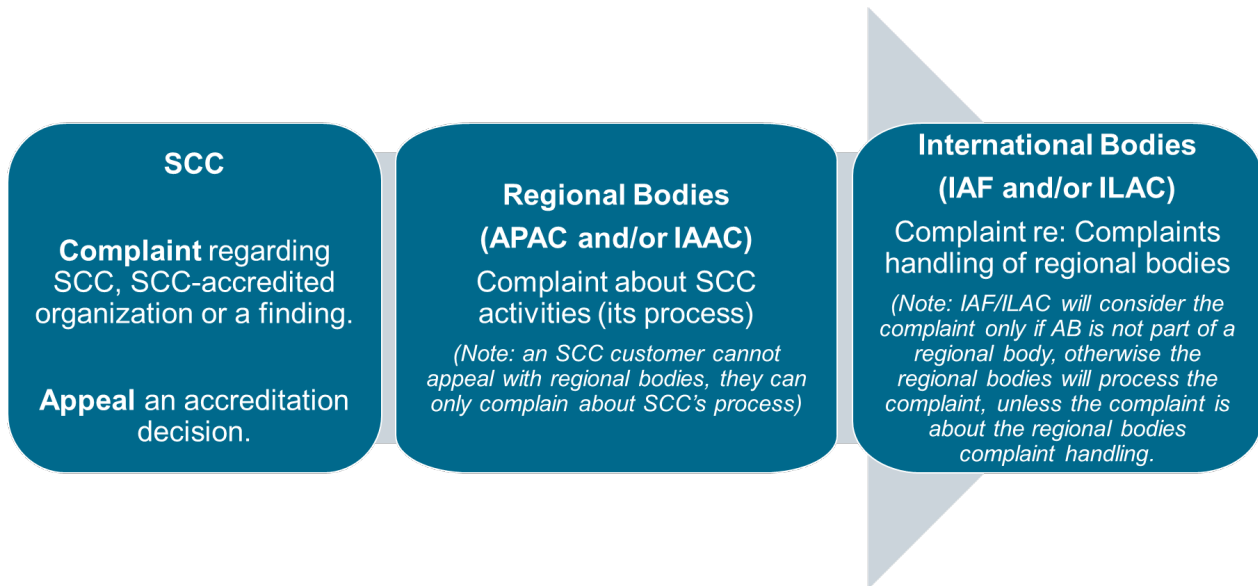 SCC
Complaint regarding
SCC, SCC-accredited
organization or a finding.
Appeal an accreditation
decision.
Regional Bodies
(APAC and/or IAAC)
Complaint about SCC
activities (its process)
(Note: an SCC customer cannot
appeal with regional bodies, they can
only complain about SCC’s process)
International Bodies
(IAF and/or ILAC)
Complaint re: Complaints
handling of regional bodies
(Note: IAF/ILAC will consider the
complaint only if AB is not part of a
regional body, otherwise the
regional bodies will process the
complaint, unless the complaint is
about the regional bodies
complaint handling.